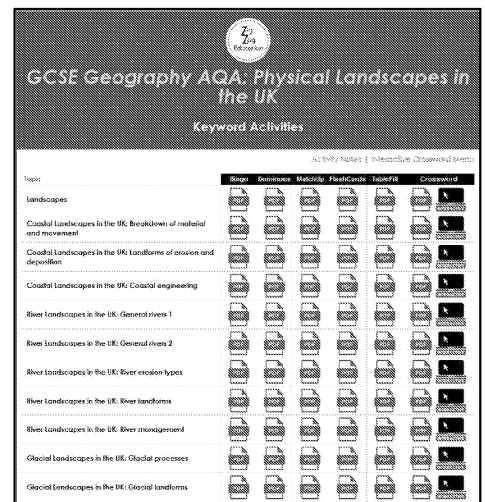 Zig
Zag
Education
GCSE Geography AQA: Physical Landscapes in
the UK
Keyword Activities
Activity Notes | Interactive Crossword Menu
Topic Bingo Dominoes MatchUp FlashCards TableFill Crossword
Landscapes
Coastal Landscapes in the UK: Breakdown of material
and movement
Coastal Landscapes in the UK: Landforms of erosion and
deposition
Coastal Landscapes in the UK: Coastal engineering
River Landscapes in the UK: General rivers 1
River Landscapes in the UK: General rivers 2
River Landscapes in the UK: River erosion types
River Landscapes in the UK: River landforms
River Landscapes in the UK: River management
Glacial Landscapes in the UK: Glacial processes
Glacial Landscapes in the UK: Glacial landforms